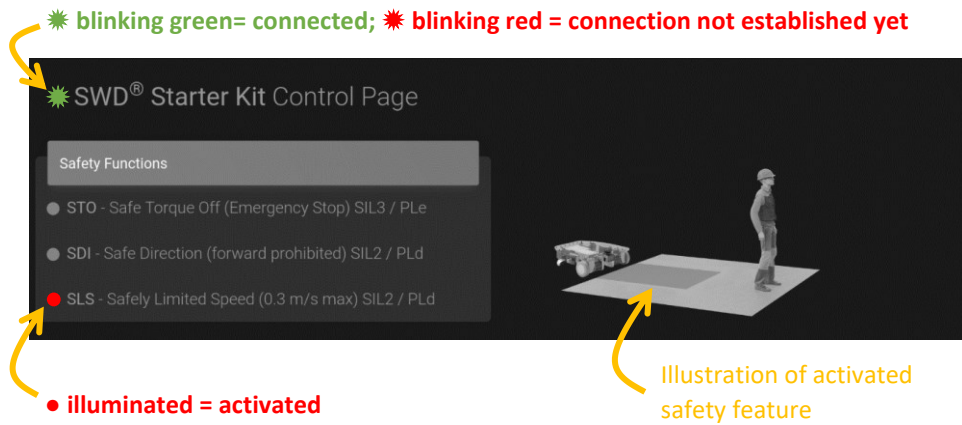 blinking green= connected; blinking red = connection not established yet
SWD® Starter Kit Control Page
Safety Functions
STO - Safe Torque Off (Emergency Stop) SIL3 / PLe
SDI - Safe Direction (forward prohibited) SIL2 / PLd
SLS - Safely Limited Speed (0.3 m/s max) SIL2 / PLd
illuminated = activated
Illustration of activated
safety feature